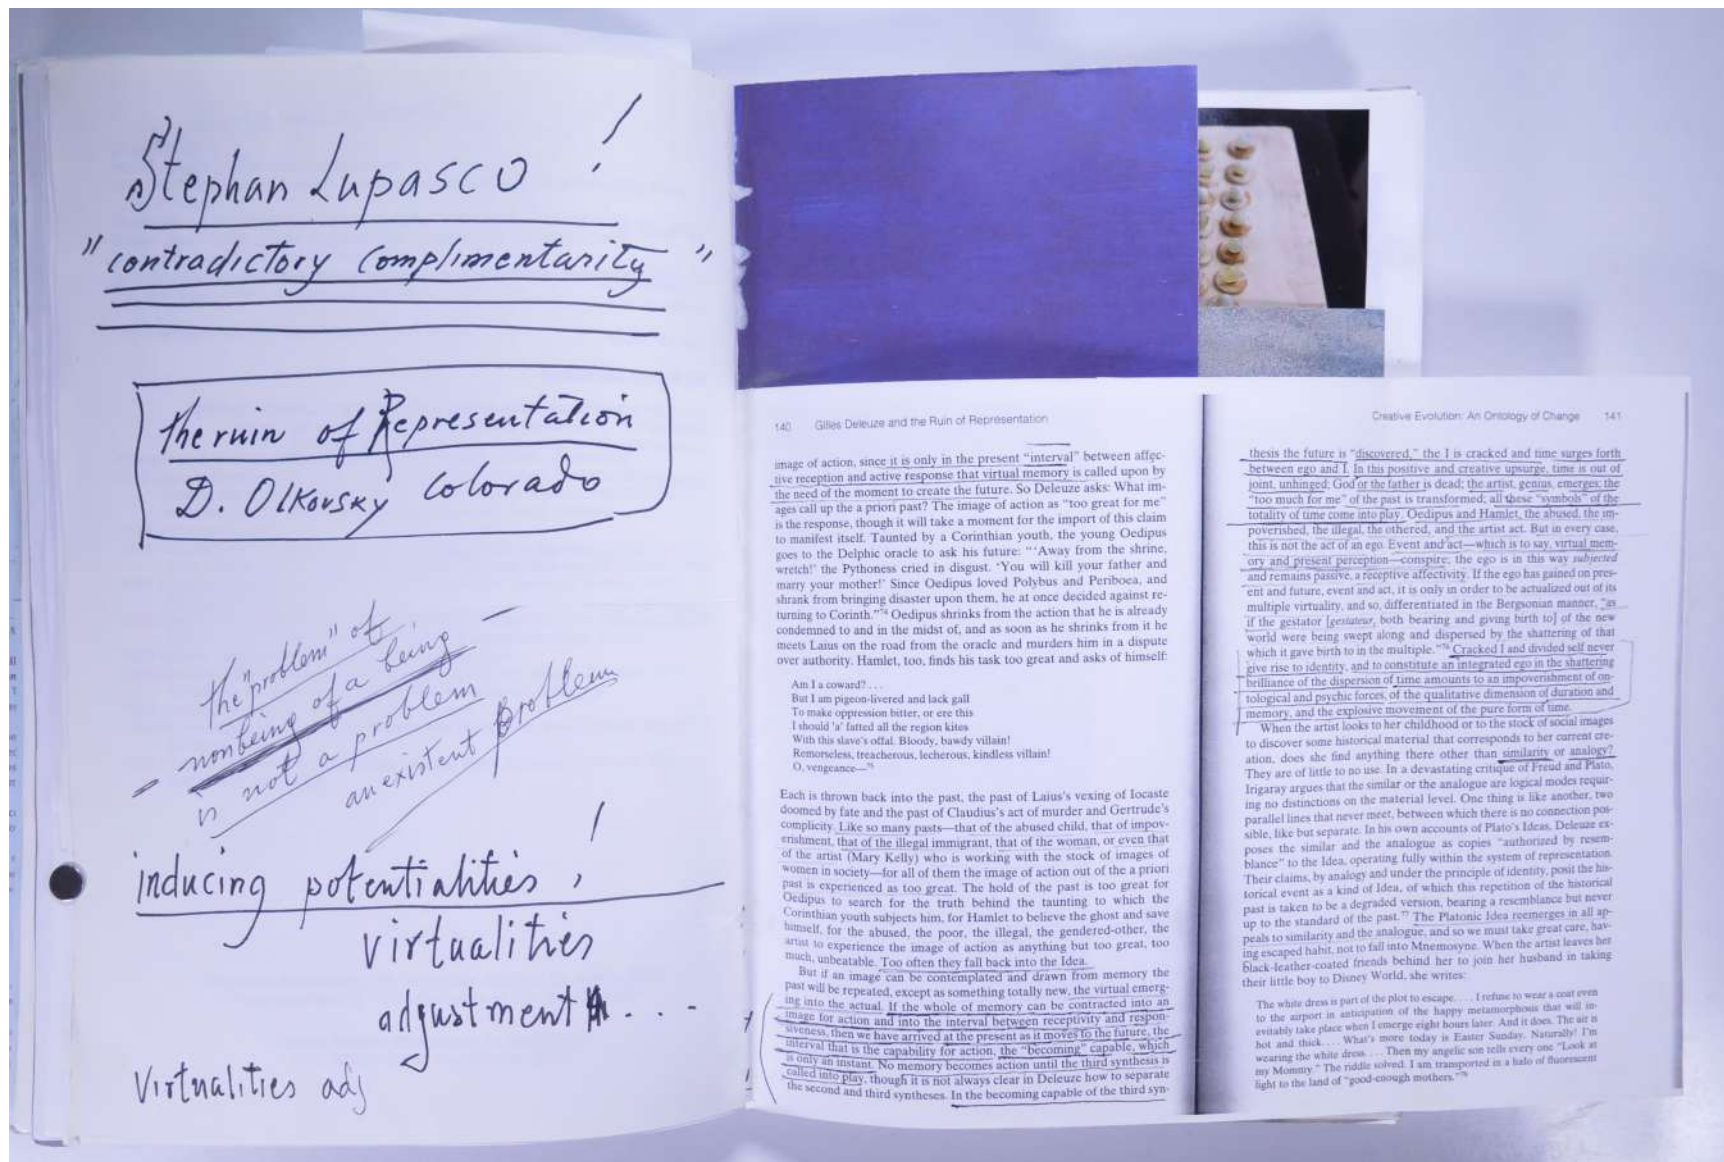 Stephan Lupasco !
"contradictory complimentarity"
the ruin of Representation
D. Olkovsky Colorado
the "problem" of
nonbeing of a being
is not a problem
an existent problem
inducing potentialities, !
virtualities
adjustment . . .
Virtualities adj
140 Gilles Deleuze and the Ruin of Representation
image of action, since it is only in the present "interval" between affec-
tive reception and active response that virtual memory is called upon by
the need of the moment to create the future. So Deleuze asks: What im-
ages call up the a priori past? The image of action as "too great for me"
is the response, though it will take a moment for the import of this claim
to manifest itself. Taunted by a Corinthian youth, the young Oedipus
goes to the Delphic oracle to ask his future: "'Away from the shrine,
wretch!' the Pythoness cried in disgust. 'You will kill your father and
marry your mother!' Since Oedipus loved Polybus and Periboea, and
shrank from bringing disaster upon them, he at once decided against re-
turning to Corinth."74 Oedipus shrinks from the action that he is already
condemned to and in the midst of, and as soon as he shrinks from it he
meets Laius on the road from the oracle and murders him in a dispute
over authority. Hamlet, too, finds his task too great and asks of himself:
Am I a coward? . . .
But I am pigeon-livered and lack gall
To make oppression bitter, or ere this
I should 'a' fatted all the region kites
With this slave's offal. Bloody, bawdy villain!
Remorseless, treacherous, lecherous, kindless villain!
O, vengeance—75
Each is thrown back into the past, the past of Laius's vexing of Iocaste
doomed by fate and the past of Claudius's act of murder and Gertrude's
complicity. Like so many pasts—that of the abused child, that of impov-
erishment, that of the illegal immigrant, that of the woman, or even that
of the artist (Mary Kelly) who is working with the stock of images of
women in society—for all of them the image of action out of the a priori
past is experienced as too great. The hold of the past is too great for
Oedipus to search for the truth behind the taunting to which the
Corinthian youth subjects him, for Hamlet to believe the ghost and save
himself, for the abused, the poor, the illegal, the gendered-other, the
artist to experience the image of action as anything but too great, too
much, unbeatable. Too often they fall back into the Idea.
But if an image can be contemplated and drawn from memory the
past will be repeated, except as something totally new, the virtual emerg-
ing into the actual. If the whole of memory can be contracted into an
image for action and into the interval between receptivity and respon-
siveness, then we have arrived at the present as it moves to the future, the
interval that is the capability for action, the "becoming" capable, which
is only an instant. No memory becomes action until the third synthesis is
called into play, though it is not always clear in Deleuze how to separate
the second and third syntheses. In the becoming capable of the third syn-
Creative Evolution: An Ontology of Change 141
thesis the future is "discovered," the I is cracked and time surges forth
between ego and I. In this positive and creative upsurge, time is out of
joint, unhinged; God or the father is dead; the artist, genius, emerges; the
"too much for me" of the past is transformed; all these "symbols" of the
totality of time come into play. Oedipus and Hamlet, the abused, the im-
poverished, the illegal, the othered, and the artist act. But in every case,
this is not the act of an ego. Event and act—which is to say, virtual mem-
ory and present perception—conspire; the ego is in this way subjected
and remains passive, a receptive affectivity. If the ego has gained on pres-
ent and future, event and act, it is only in order to be actualized out of its
multiple virtuality, and so, differentiated in the Bergsonian manner, "as
if the gestator [gestateur, both bearing and giving birth to] of the new
world were being swept along and dispersed by the shattering of that
which it gave birth to in the multiple."76 Cracked I and divided self never
give rise to identity, and to constitute an integrated ego in the shattering
brilliance of the dispersion of time amounts to an impoverishment of on-
tological and psychic forces, of the qualitative dimension of duration and
memory, and the explosive movement of the pure form of time.
When the artist looks to her childhood or to the stock of social images
to discover some historical material that corresponds to her current cre-
ation, does she find anything there other than similarity or analogy?
They are of little to no use. In a devastating critique of Freud and Plato,
Irigaray argues that the similar or the analogue are logical modes requir-
ing no distinctions on the material level. One thing is like another, two
parallel lines that never meet, between which there is no connection pos-
sible, like but separate. In his own accounts of Plato's Ideas, Deleuze ex-
poses the similar and the analogue as copies "authorized by resem-
blance" to the Idea, operating fully within the system of representation.
Their claims, by analogy and under the principle of identity, posit the his-
torical event as a kind of Idea, of which this repetition of the historical
past is taken to be a degraded version, bearing a resemblance but never
up to the standard of the past.77 The Platonic Idea reemerges in all ap-
peals to similarity and the analogue, and so we must take great care, hav-
ing escaped habit, not to fall into Mnemosyne. When the artist leaves her
black-leather-coated friends behind her to join her husband in taking
their little boy to Disney World, she writes:
The white dress is part of the plot to escape. . . . I refuse to wear a coat even
to the airport in anticipation of the happy metamorphosis that will in-
evitably take place when I emerge eight hours later. And it does. The air is
hot and thick. . . . What's more today is Easter Sunday. Naturally! I'm
wearing the white dress. . . . Then my angelic son tells every one "Look at
my Mommy." The riddle solved. I am transported in a halo of fluorescent
light to the land of "good-enough mothers."78